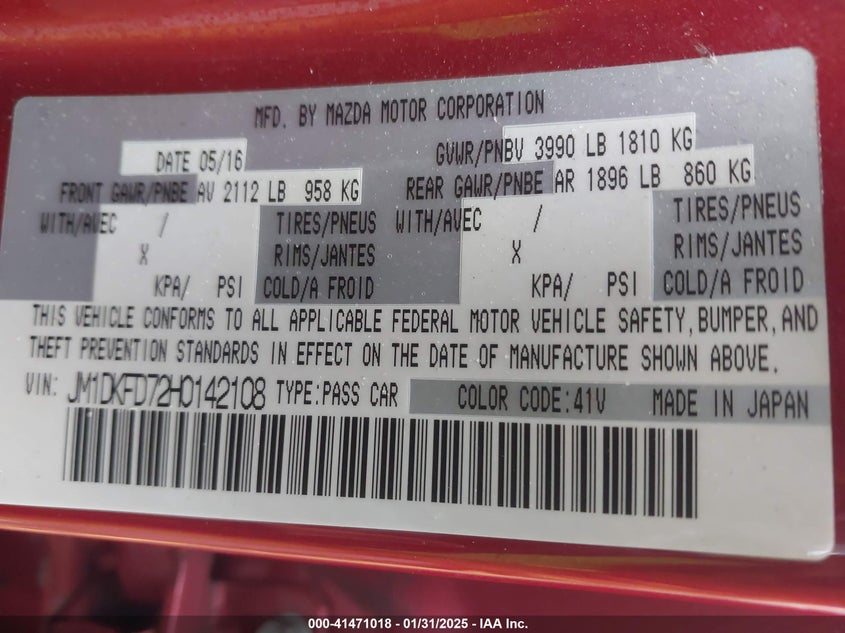 MFD. BY MAZDA MOTOR CORPORATION
DATE 05/16 GVWR/PNBV 3990 LB 1810 KG
FRONT GAWR/PNBE AV 2112 LB 958 KG REAR GAWR/PNBE AR 1896 LB 860 KG
WITH/AVEC / TIRES/PNEUS WITH/AVEC / TIRES/PNEUS
X RIMS/JANTES X RIMS/JANTES
KPA/ PSI COLD/A FROID KPA/ PSI COLD/A FROID
THIS VEHICLE CONFORMS TO ALL APPLICABLE FEDERAL MOTOR VEHICLE SAFETY, BUMPER, AND
THEFT PREVENTION STANDARDS IN EFFECT ON THE DATE OF MANUFACTURE SHOWN ABOVE.
VIN: JM1DKFD72H0142108 TYPE:PASS CAR COLOR CODE:41V MADE IN JAPAN
000-41471018 - 01/31/2025 - IAA Inc.